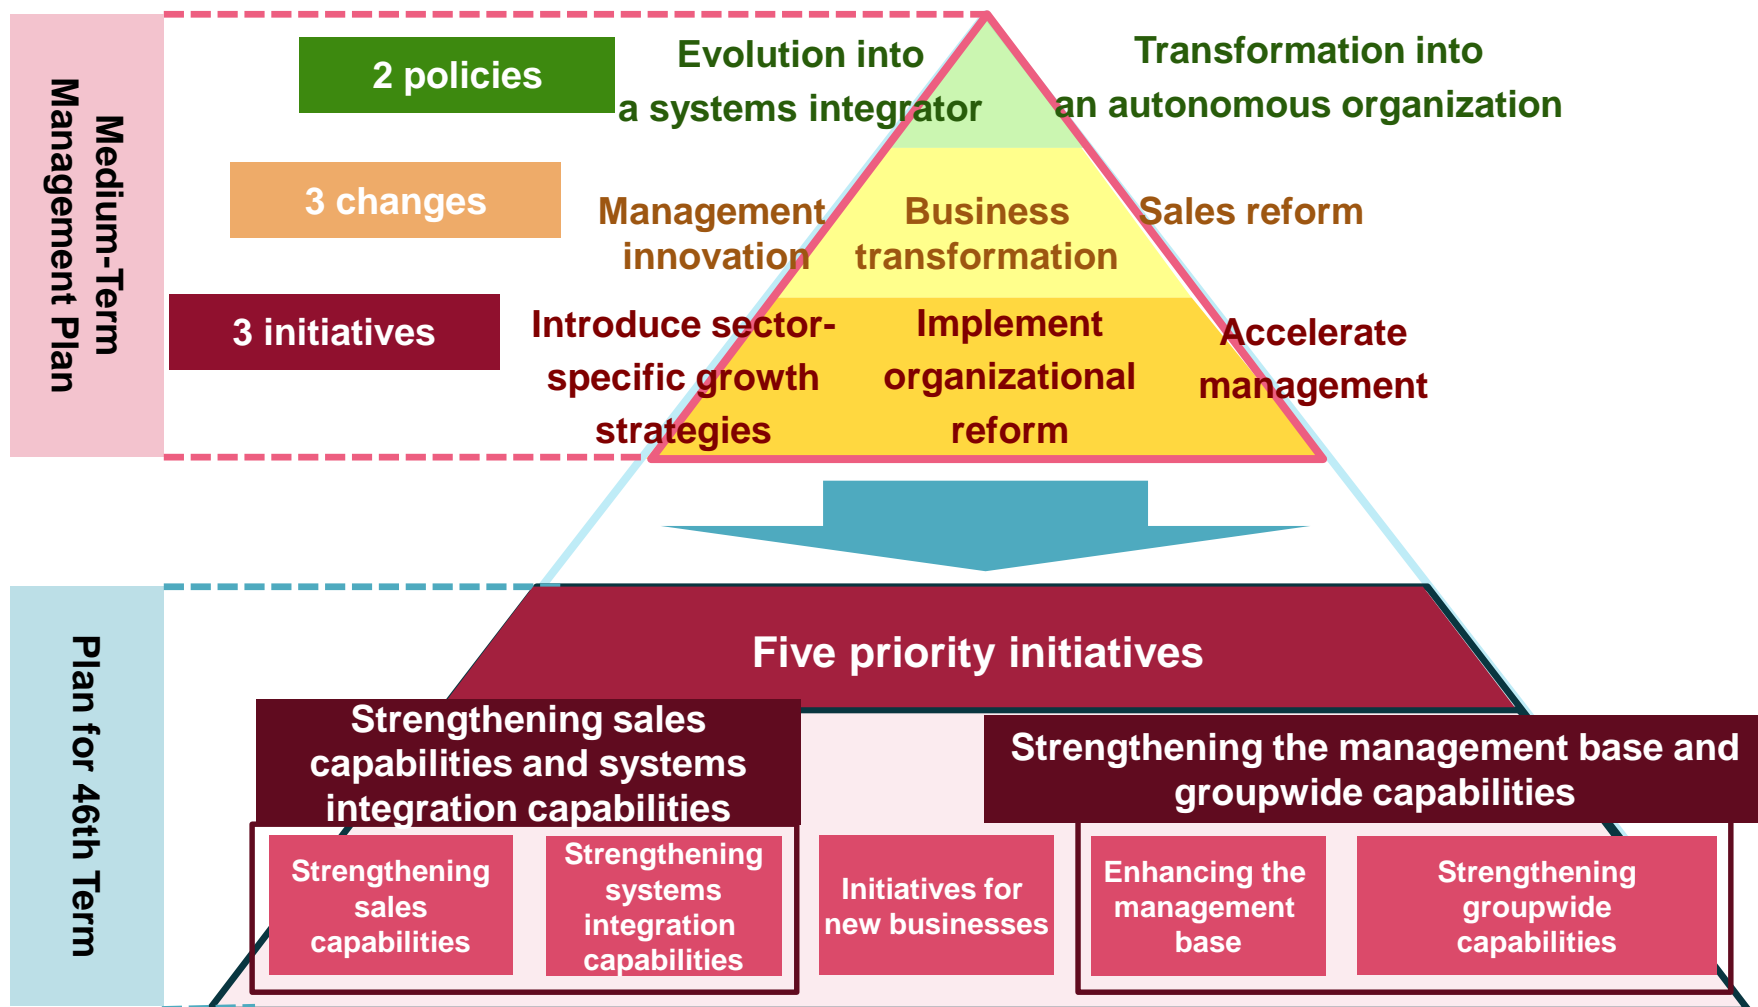 Medium-Term
Management Plan
2 policies
Evolution into
a systems integrator
Transformation into
an autonomous organization
3 changes
Management
innovation
Business
transformation
Sales reform
3 initiatives
Introduce sector-
specific growth
strategies
Implement
organizational
reform
Accelerate
management
Plan for 46th Term
Five priority initiatives
Strengthening sales
capabilities and systems
integration capabilities
Strengthening the management base and
groupwide capabilities
Strengthening
sales
capabilities
Strengthening
systems
integration
capabilities
Initiatives for
new businesses
Enhancing the
management
base
Strengthening
groupwide
capabilities